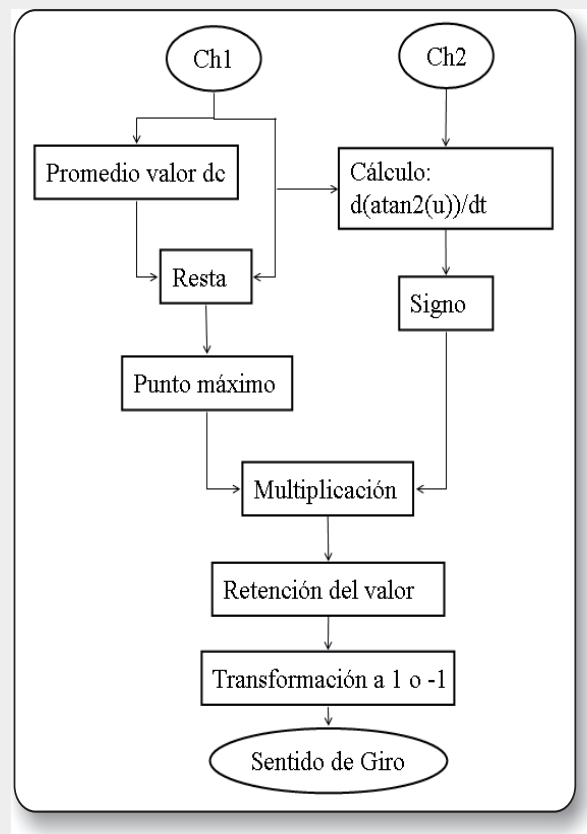 Ch1
Ch2
Promedio valor dc
Cálculo:
d(atan2(u))/dt
Resta
Signo
Punto máximo
Multiplicación
Retención del valor
Transformación a 1 o -1
Sentido de Giro